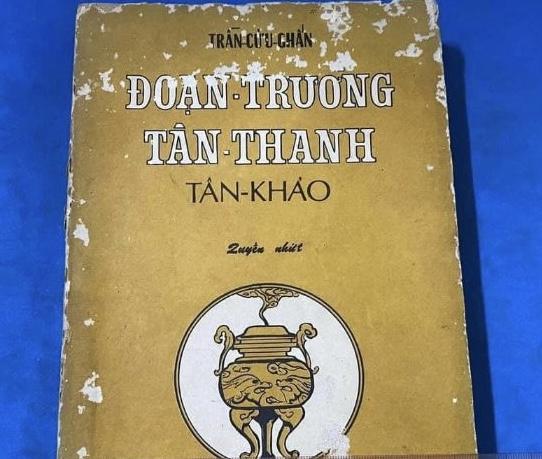 TRẦN-CỬU-CHẤN
ĐOẠN-TRƯỜNG
TÂN-THANH
TÂN-KHẢO
Quyển nhứt